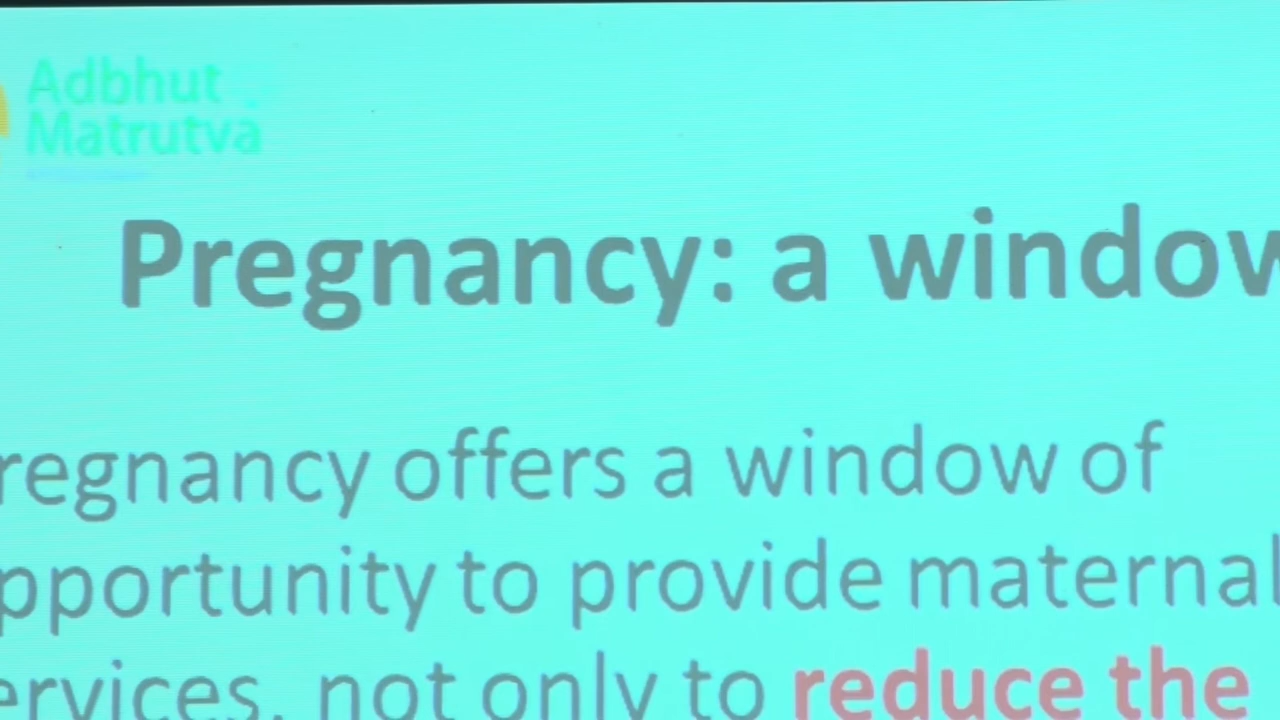 Adbhut
Matrutva
Pregnancy: a window
regnancy offers a window of
pportunity to provide maternal
ervices, not only to reduce the